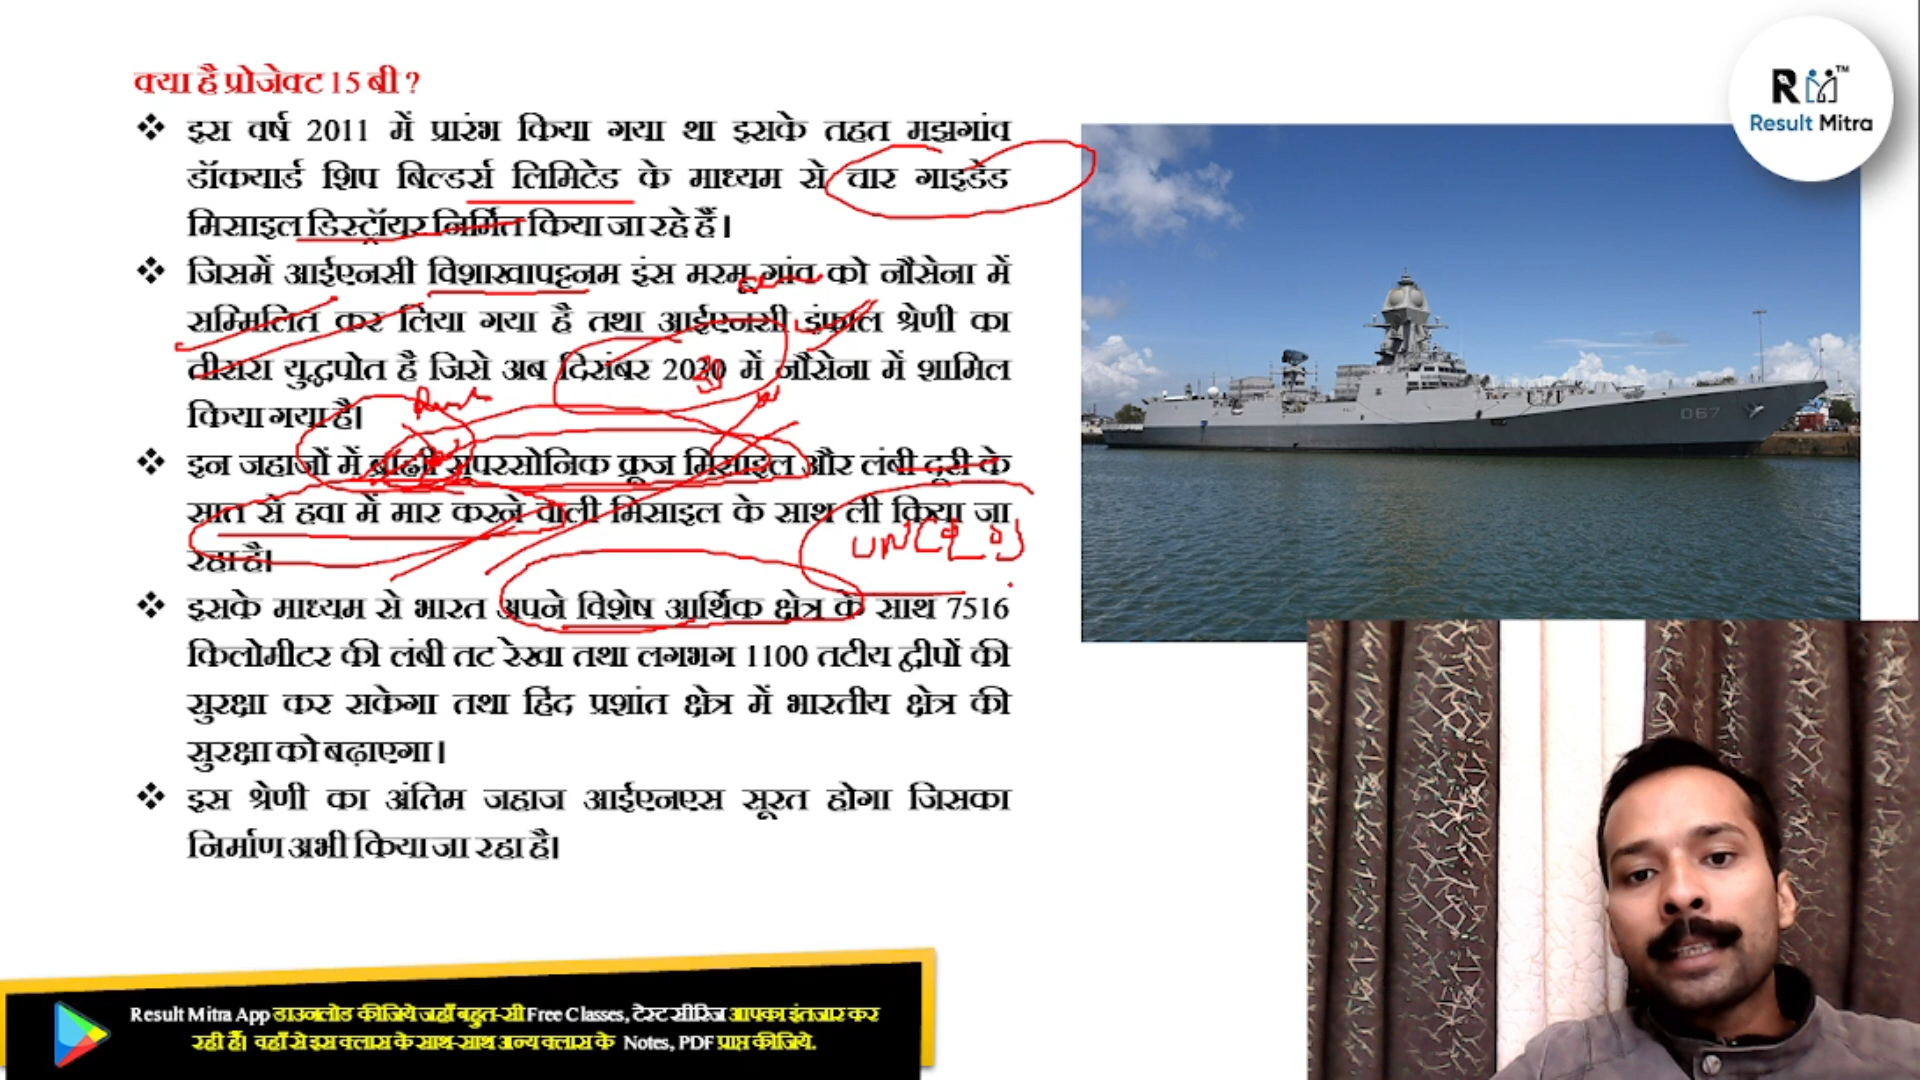 क्या है प्रोजेक्ट 15 बी ?
❖ इस वर्ष 2011 में प्रारंभ किया गया था इसके तहत मझगांव
डॉकयार्ड शिप बिल्डर्स लिमिटेड के माध्यम से चार गाइडेड
मिसाइल डिस्ट्रॉयर निर्मित किया जा रहे हैं।
❖ जिसमें आईएनसी विशाखापट्टनम इंस मरमू गांव को नौसेना में
सम्मिलित कर लिया गया है तथा आईएनसी इंफाल श्रेणी का
तीसरा युद्धपोत है जिसे अब दिसंबर 2030 में नौसेना में शामिल
किया गया है।
❖ इन जहाजों में सुपरसोनिक क्रूज मिसाइल और लंबी दूरी के
सात से हवा में मार करने वाली मिसाइल के साथ ली किया जा
रहा है।
UN
❖ इसके माध्यम से भारत अपने विशेष आर्थिक क्षेत्र के साथ 7516
किलोमीटर की लंबी तट रेखा तथा लगभग 1100 तटीय द्वीपों की
सुरक्षा कर सकेगा तथा हिंद प्रशांत क्षेत्र में भारतीय क्षेत्र की
सुरक्षा को बढ़ाएगा।
❖ इस श्रेणी का अंतिम जहाज आईएनएस सूरत होगा जिसका
निर्माण अभी किया जा रहा है।
RM™
Result Mitra
D67
Result Mitra App डाउनलोड कीजिये जहाँ बहुत-सी Free Classes, टेस्ट सीरिज आपका इंतजार कर
रही हैं। वहाँ से इस क्लास के साथ-साथ अन्य क्लास के Notes, PDF प्राप्त कीजिये.